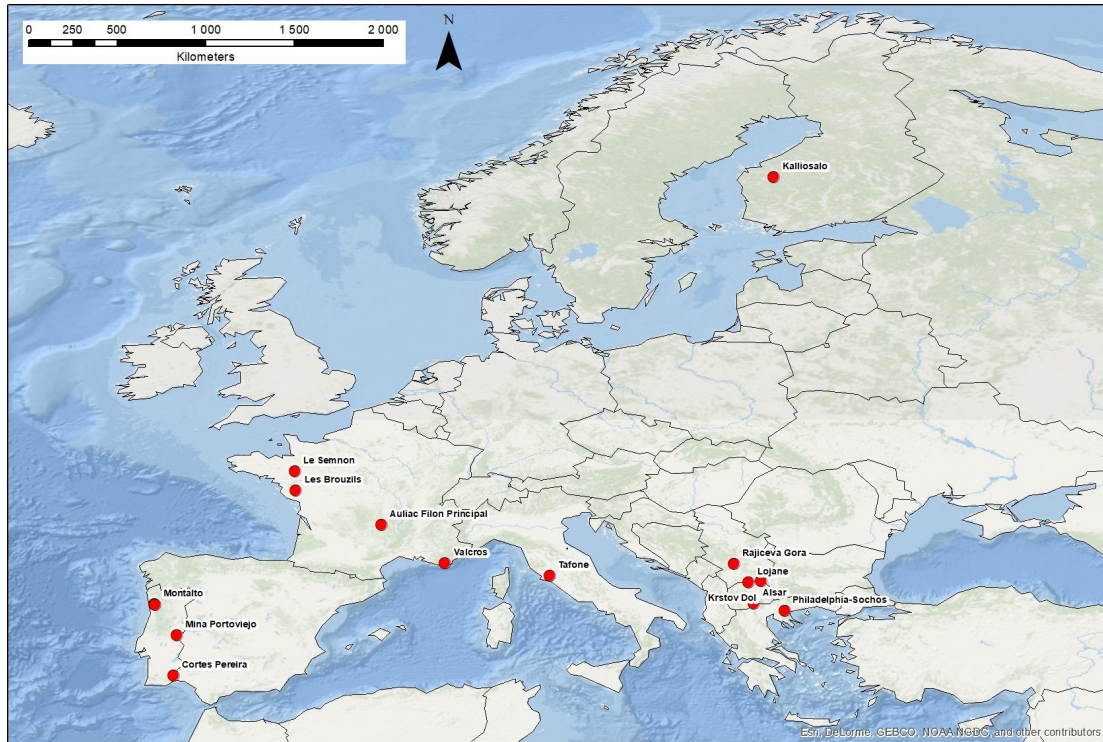 0 250 500 1 000 1 500 2 000
Kilometers
N
Kalliosalo
Le Semnon
Les Brouzils
Auliac Filon Principal
Valcros
Tafone
Rajiceva Gora
Lojane
Montalto
Krstov Dol
Alsar
Philadelphia-Sochos
Mina Portoviejo
Cortes Pereira
Esri, DeLorme, GEBCO, NOAA NGDC, and other contributors